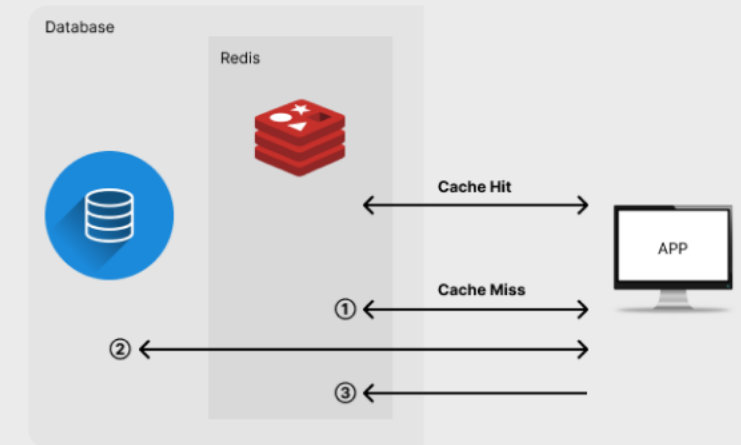 Database
Redis
Cache Hit
APP
Cache Miss
①
②
③